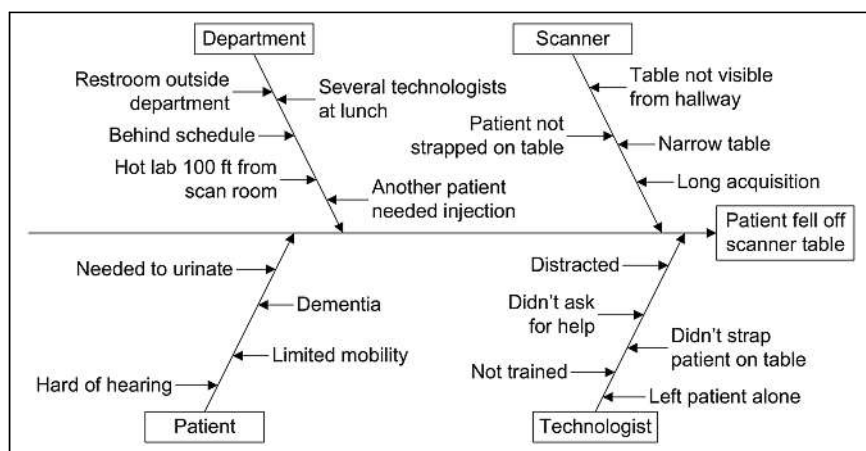 Department
Scanner
Restroom outside
department
Several technologists
at lunch
Behind schedule
Hot lab 100 ft from
scan room
Another patient
needed injection
Table not visible
from hallway
Patient not
strapped on table
Narrow table
Long acquisition
Patient fell off
scanner table
Needed to urinate
Dementia
Limited mobility
Hard of hearing
Patient
Distracted
Didn't ask
for help
Didn't strap
patient on table
Not trained
Left patient alone
Technologist